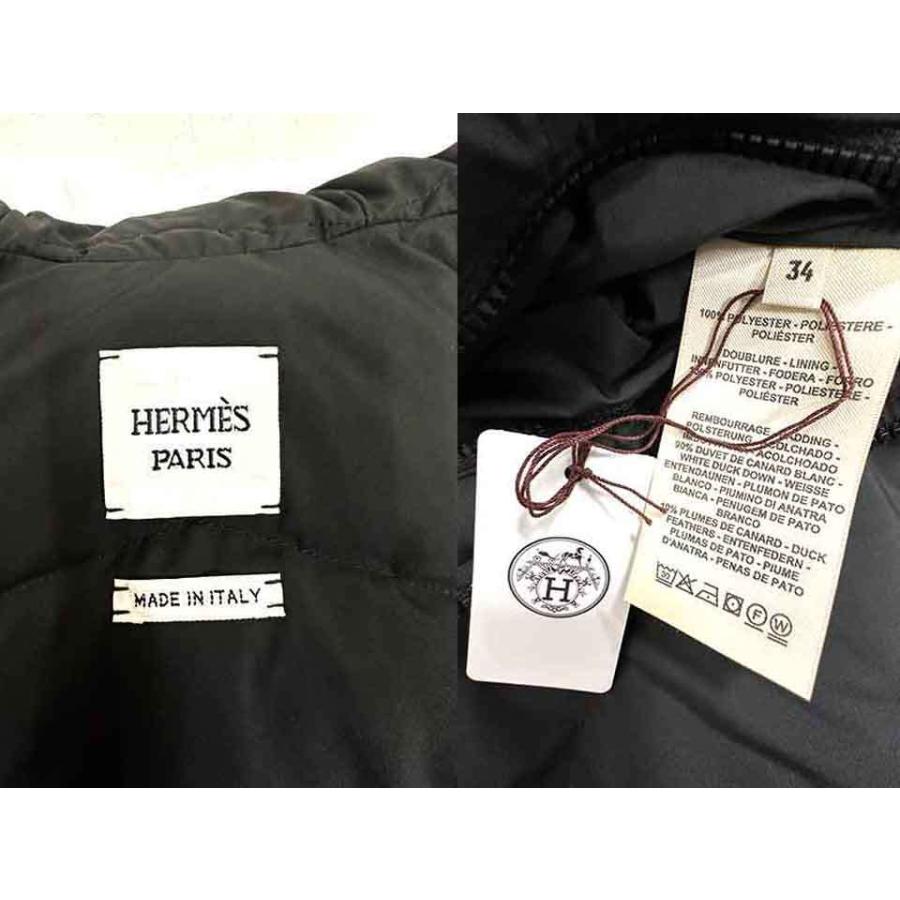 HERMÈS
PARIS
MADE IN ITALY
34
100% POLYESTER - POLIESTERE -
POLIÉSTER
DOUBLURE - LINING -
INNENFUTTER - FODERA - FORRO
100% POLYESTER - POLIESTERE -
POLIÉSTER
REMBOURRAGE - PADDING -
POLSTERUNG - ACOLCHADO -
ACOLCHOADO
90% DUVET DE CANARD BLANC -
WHITE DUCK DOWN - WEISSE
ENTENDAUNEN - PLUMON DE PATO
BLANCO - PIUMINO DI ANATRA
BIANCA - PENUGEM DE PATO
BRANCO
10% PLUMES DE CANARD - DUCK
FEATHERS - ENTENFEDERN -
PLUMAS DE PATO - PIUME
D'ANATRA - PENAS DE PATO
H
30
F
W